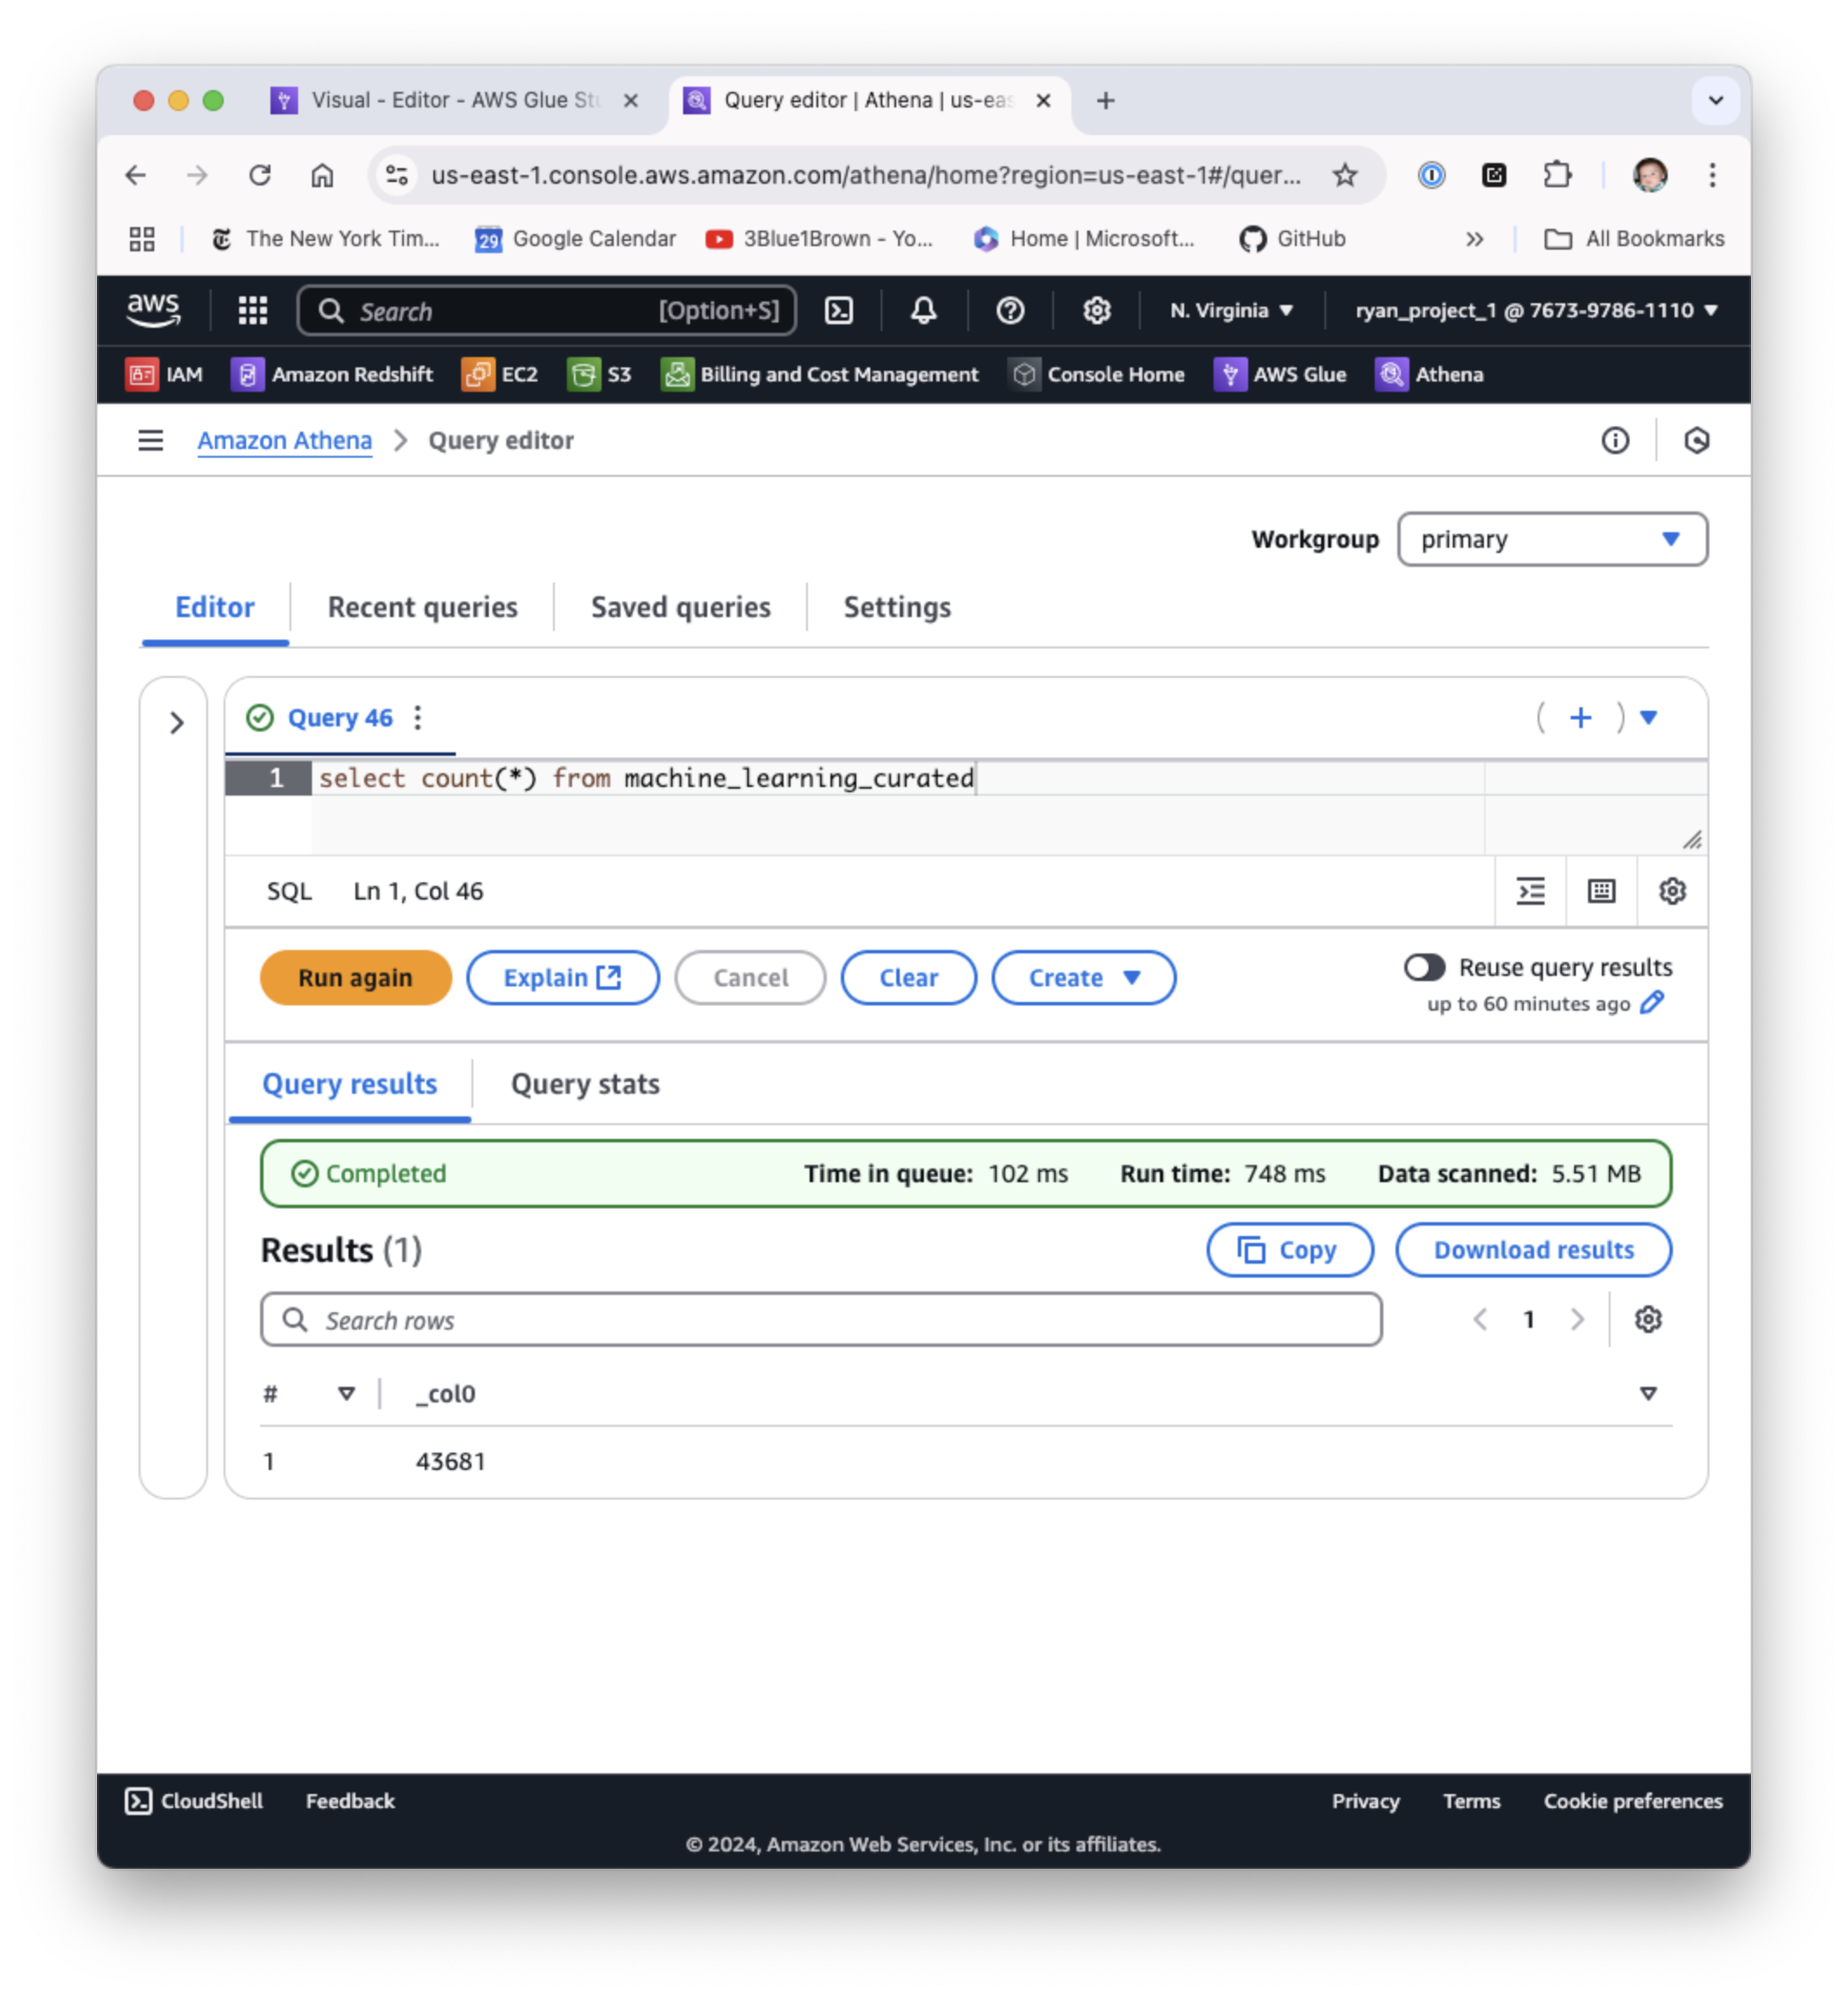 Visual - Editor - AWS Glue Stu
Query editor | Athena | us-eas
us-east-1.console.aws.amazon.com/athena/home?region=us-east-1#/quer...
The New York Tim...
29
Google Calendar
3Blue1Brown - Yo...
Home | Microsoft...
GitHub
All Bookmarks
aws
Search
[Option+S]
N. Virginia
ryan_project_1 @ 7673-9786-1110
IAM
Amazon Redshift
EC2
S3
Billing and Cost Management
Console Home
AWS Glue
Athena
Amazon Athena > Query editor
Workgroup
primary
Editor
Recent queries
Saved queries
Settings
Query 46
1
select count(*) from machine_learning_curated
SQL
Ln 1, Col 46
Run again
Explain
Cancel
Clear
Create
Reuse query results
up to 60 minutes ago
Query results
Query stats
Completed
Time in queue: 102 ms
Run time: 748 ms
Data scanned: 5.51 MB
Results (1)
Copy
Download results
Search rows
1
#
_col0
1
43681
CloudShell
Feedback
Privacy
Terms
Cookie preferences
© 2024, Amazon Web Services, Inc. or its affiliates.